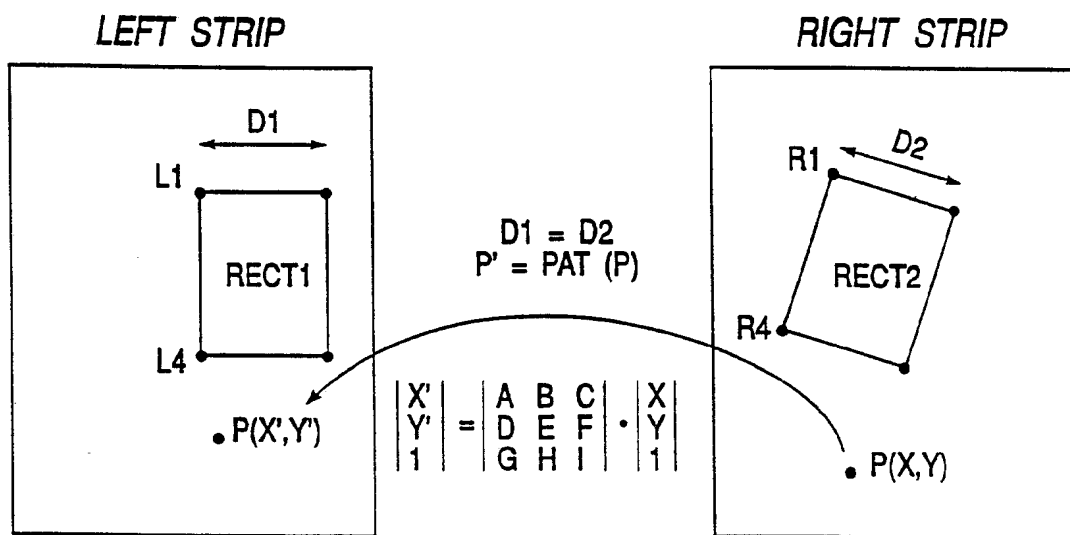 LEFT STRIP
RIGHT STRIP
D1
L1
RECT1
L4
P(X',Y')
D1 = D2
P' = PAT (P)
|X'| |A B C| |X|
|Y'| = |D E F| • |Y|
|1| |G H I| |1|
R1
D2
RECT2
R4
P(X,Y)